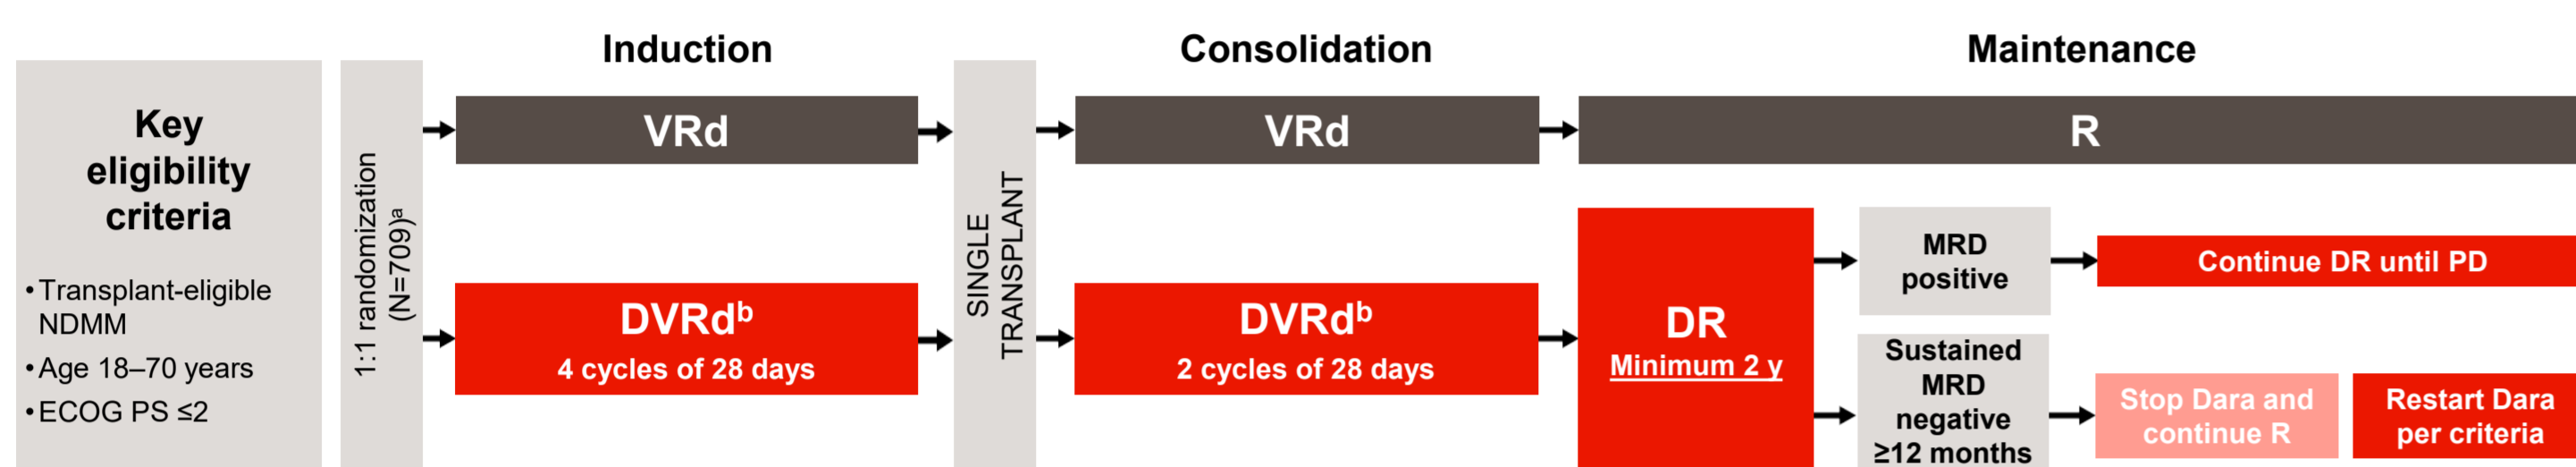 Induction
Consolidation
Maintenance
Key
eligibility
criteria
• Transplant-eligible
NDMM
• Age 18–70 years
• ECOG PS ≤2
1:1 randomization
(N=709)ᵃ
VRd
DVRdᵇ
4 cycles of 28 days
SINGLE
TRANSPLANT
VRd
DVRdᵇ
2 cycles of 28 days
R
DR
Minimum 2 y
MRD
positive
Continue DR until PD
Sustained
MRD
negative
≥12 months
Stop Dara and
continue R
Restart Dara
per criteria